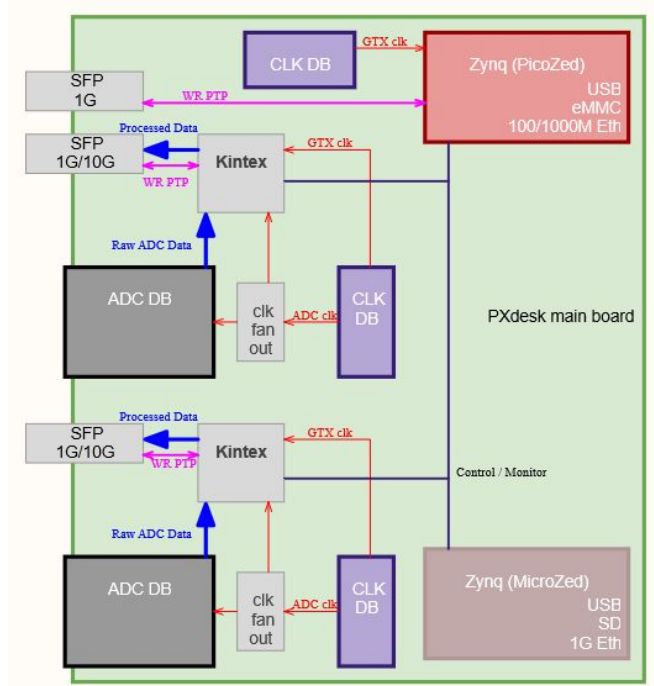 CLK DB
GTX clk
Zynq (PicoZed)
USB
eMMC
100/1000M Eth
SFP
1G
WR PTP
Processed Data
SFP
1G/10G
WR PTP
Kintex
GTX clk
Raw ADC Data
ADC DB
clk
fan
out
ADC clk
CLK
DB
PXdesk main board
Processed Data
SFP
1G/10G
WR PTP
Kintex
GTX clk
Control / Monitor
Raw ADC Data
ADC DB
clk
fan
out
ADC clk
CLK
DB
Zynq (MicroZed)
USB
SD
1G Eth